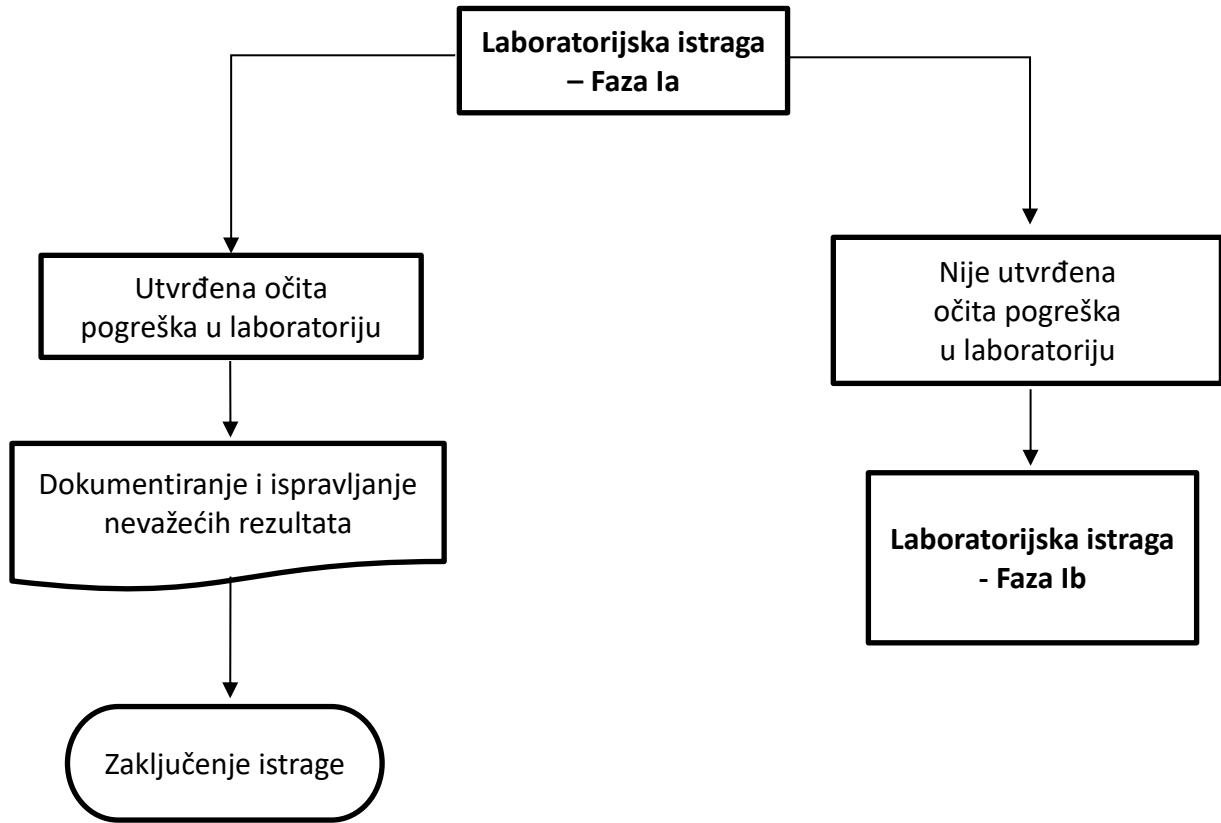 Laboratorijska istraga
– Faza Ia
Utvrđena očita
pogreška u laboratoriju
Nije utvrđena
očita pogreška
u laboratoriju
Dokumentiranje i ispravljanje
nevažećih rezultata
Laboratorijska istraga
- Faza Ib
Zaključenje istrage